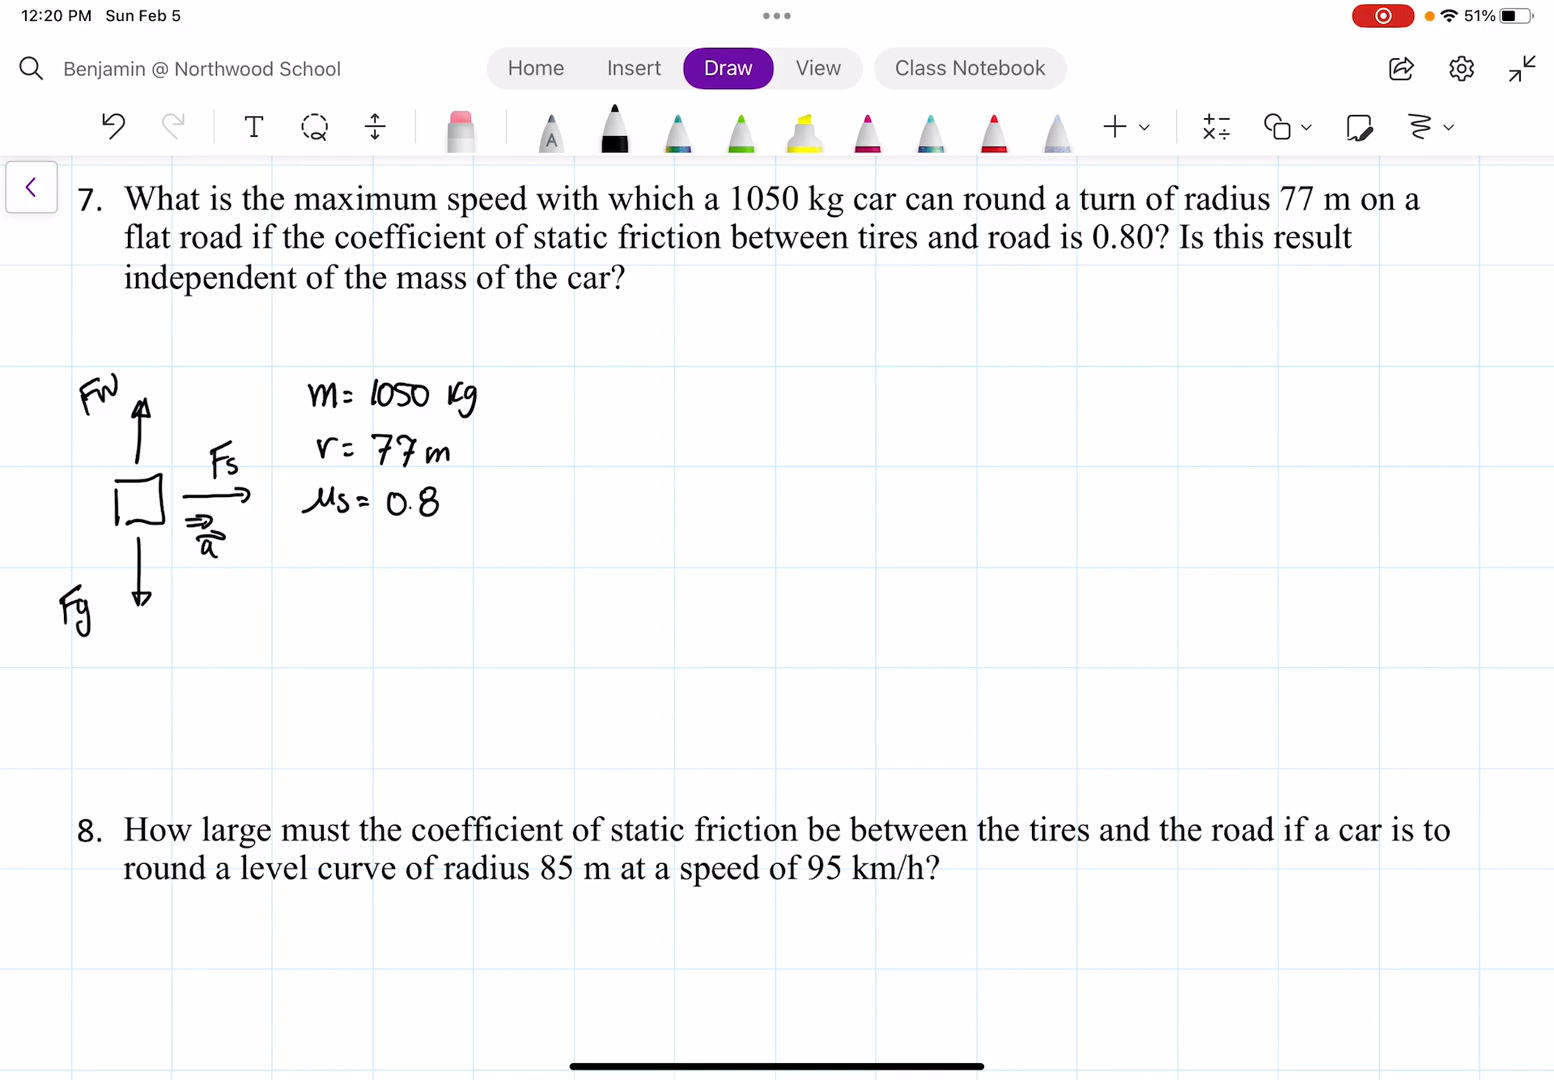 12:20 PM Sun Feb 5
51%
Benjamin @ Northwood School
Home Insert Draw View Class Notebook
T
A
7. What is the maximum speed with which a 1050 kg car can round a turn of radius 77 m on a
flat road if the coefficient of static friction between tires and road is 0.80? Is this result
independent of the mass of the car?
FN
m= 1050 kg
Fs
r= 77 m
μs= 0.8
a
Fg
8. How large must the coefficient of static friction be between the tires and the road if a car is to
round a level curve of radius 85 m at a speed of 95 km/h?